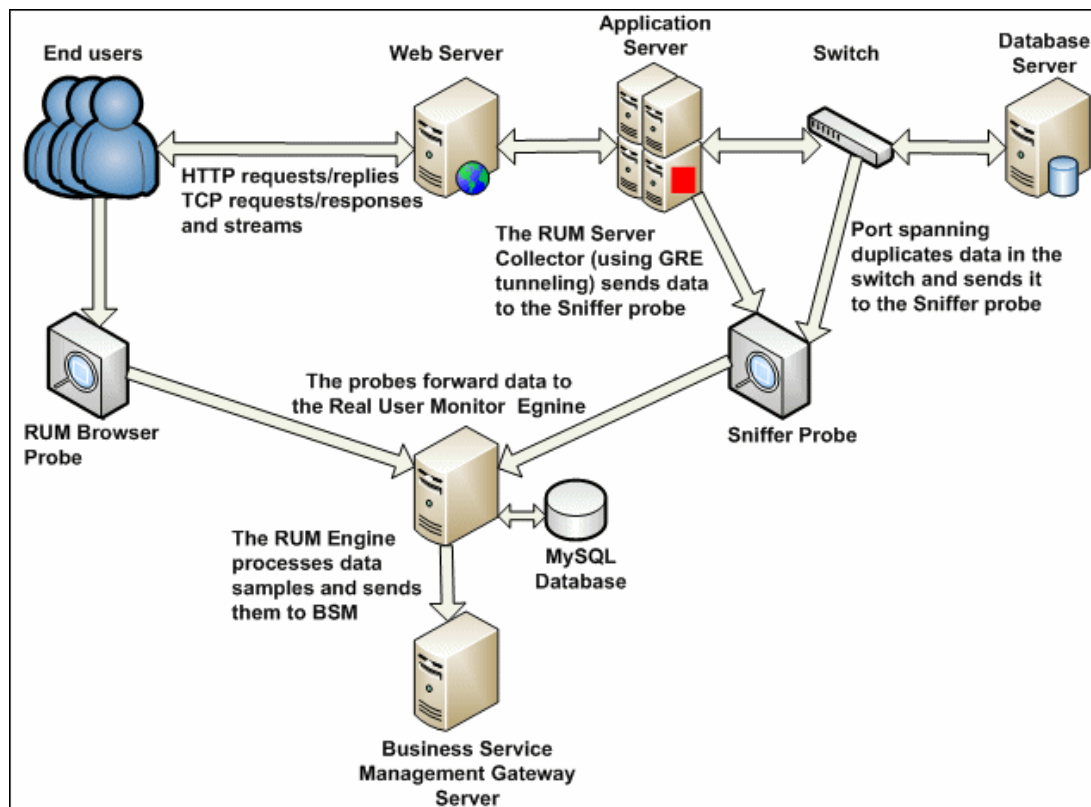 End users
Web Server
Application
Server
Switch
Database
Server
HTTP requests/replies
TCP requests/responses
and streams
The RUM Server
Collector (using GRE
tunneling) sends data
to the Sniffer probe
Port spanning
duplicates data in the
switch and sends it
to the Sniffer probe
The probes forward data to
the Real User Monitor Egnine
RUM Browser
Probe
Sniffer Probe
The RUM Engine
processes data
samples and sends
them to BSM
MySQL
Database
Business Service
Management Gateway
Server